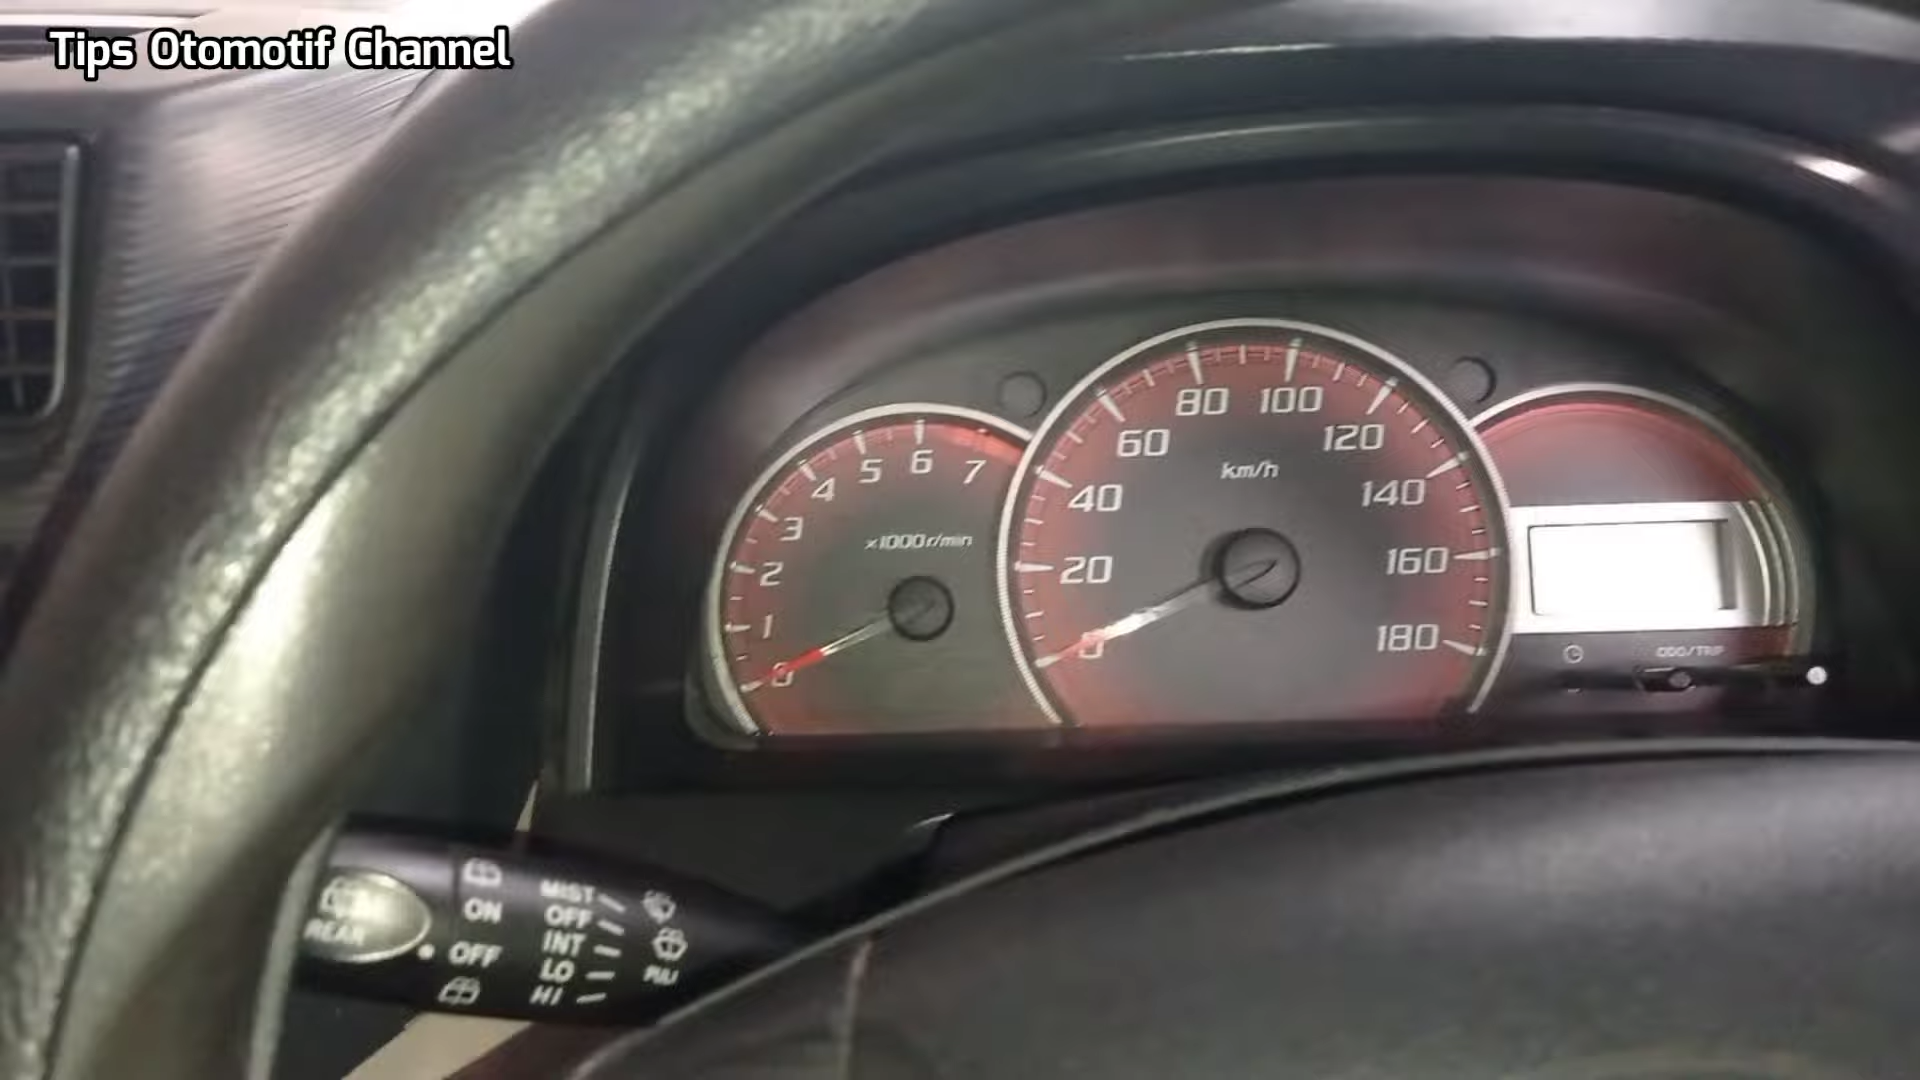 Tips Otomotif Channel
80 100
60 120
km/h
5 6 7
4
40 140
3
×1000 r/min
2
20 160
1
0
0
180
ODO/TRIP
REAR
ON
OFF
MIST
OFF
INT
LO
HI